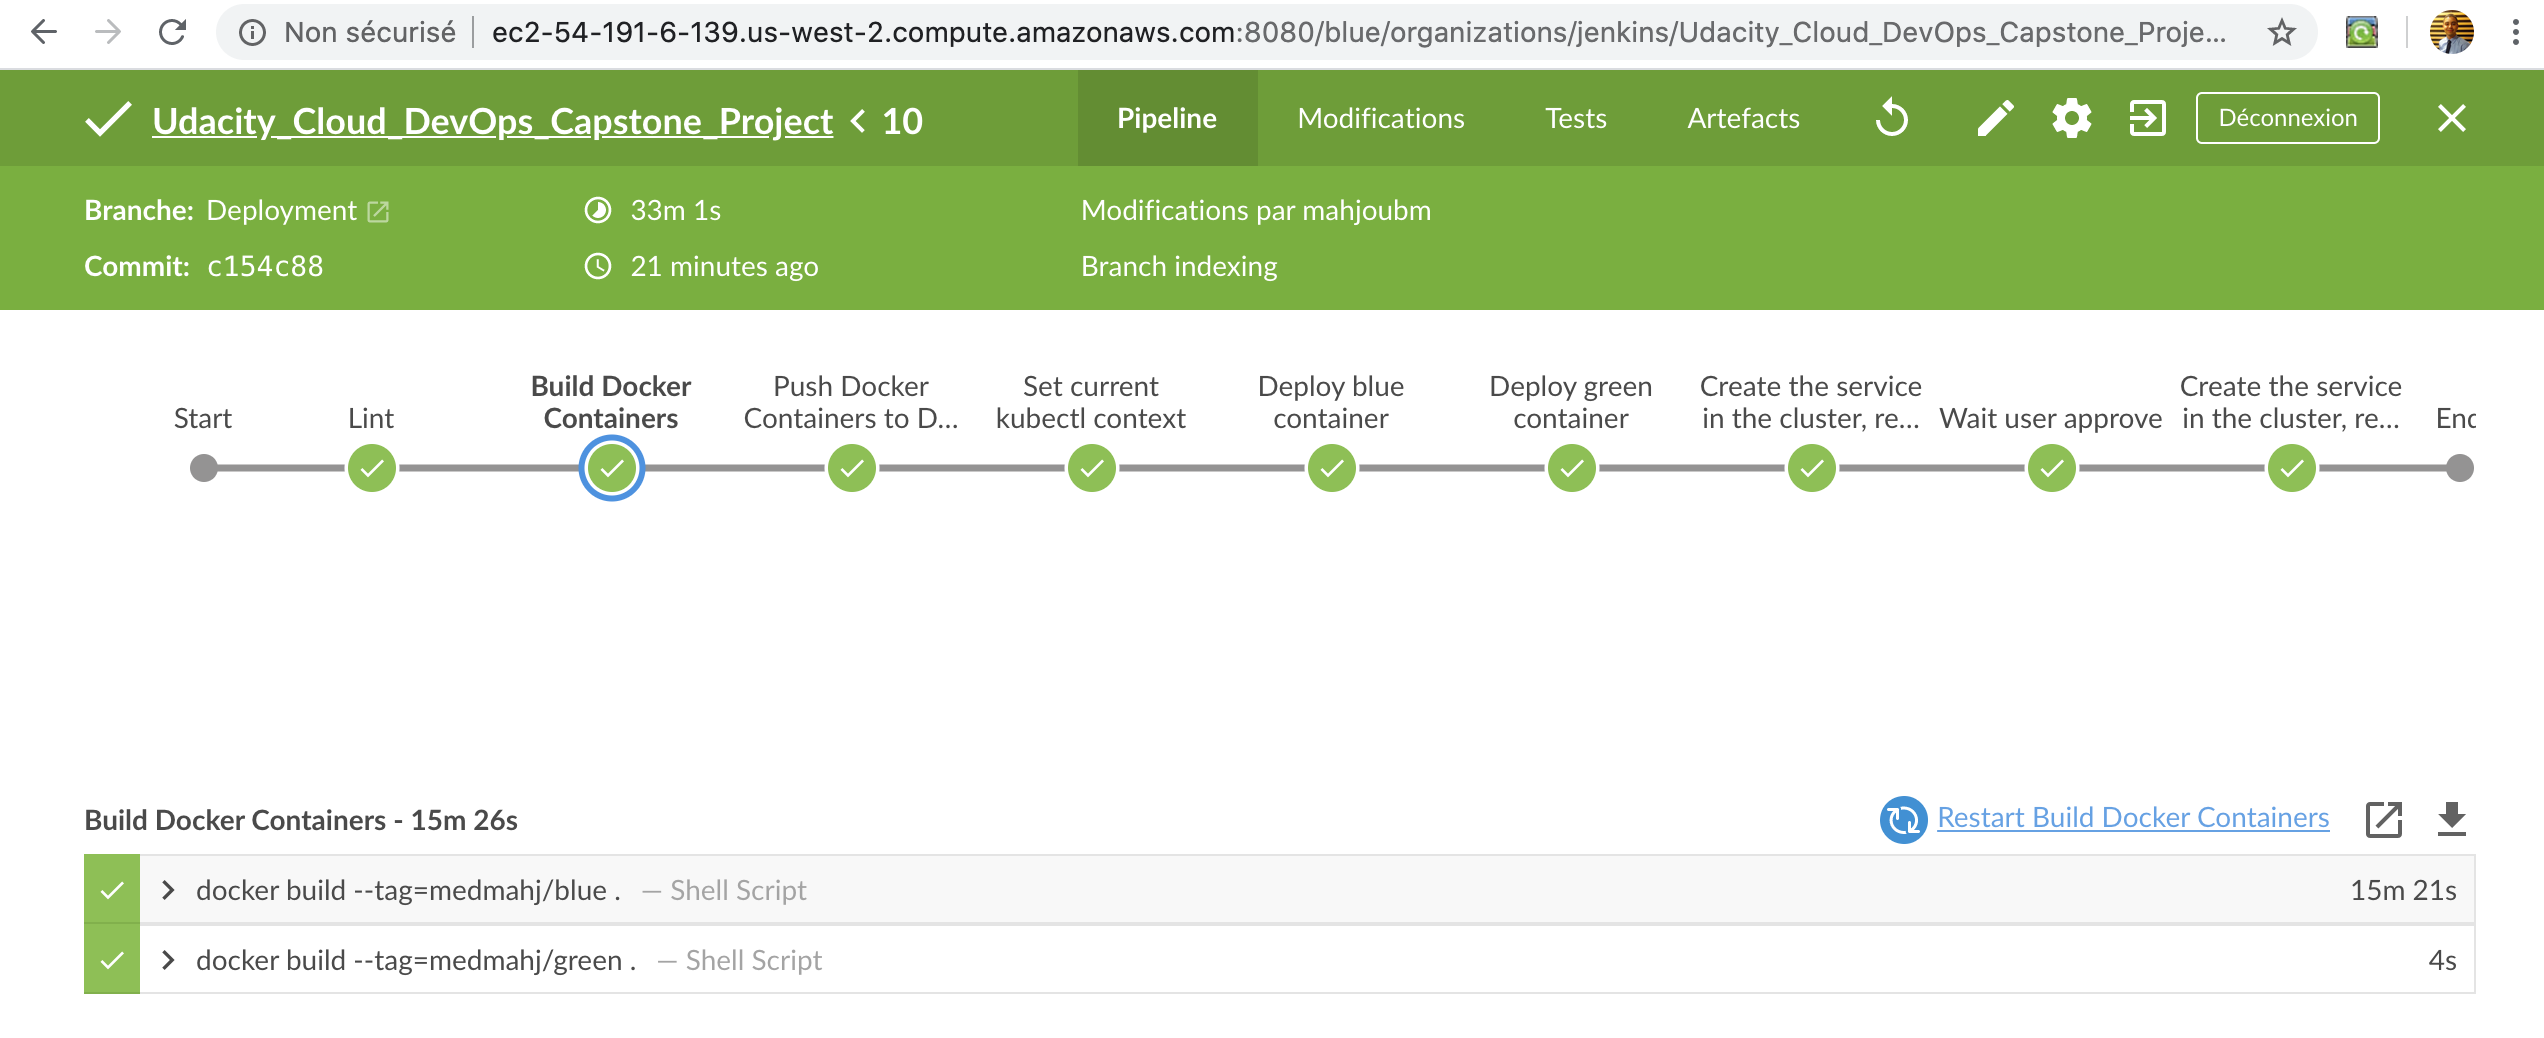 Non sécurisé | ec2-54-191-6-139.us-west-2.compute.amazonaws.com:8080/blue/organizations/jenkins/Udacity_Cloud_DevOps_Capstone_Proje...
Udacity_Cloud_DevOps_Capstone_Project < 10
Pipeline Modifications Tests Artefacts Déconnexion
Branche: Deployment 33m 1s Modifications par mahjoubm
Commit: c154c88 21 minutes ago Branch indexing
Start
Lint
Build Docker
Containers
Push Docker
Containers to D...
Set current
kubectl context
Deploy blue
container
Deploy green
container
Create the service
in the cluster, re...
Wait user approve
Create the service
in the cluster, re...
End
Build Docker Containers - 15m 26s Restart Build Docker Containers
docker build --tag=medmahj/blue . — Shell Script 15m 21s
docker build --tag=medmahj/green . — Shell Script 4s